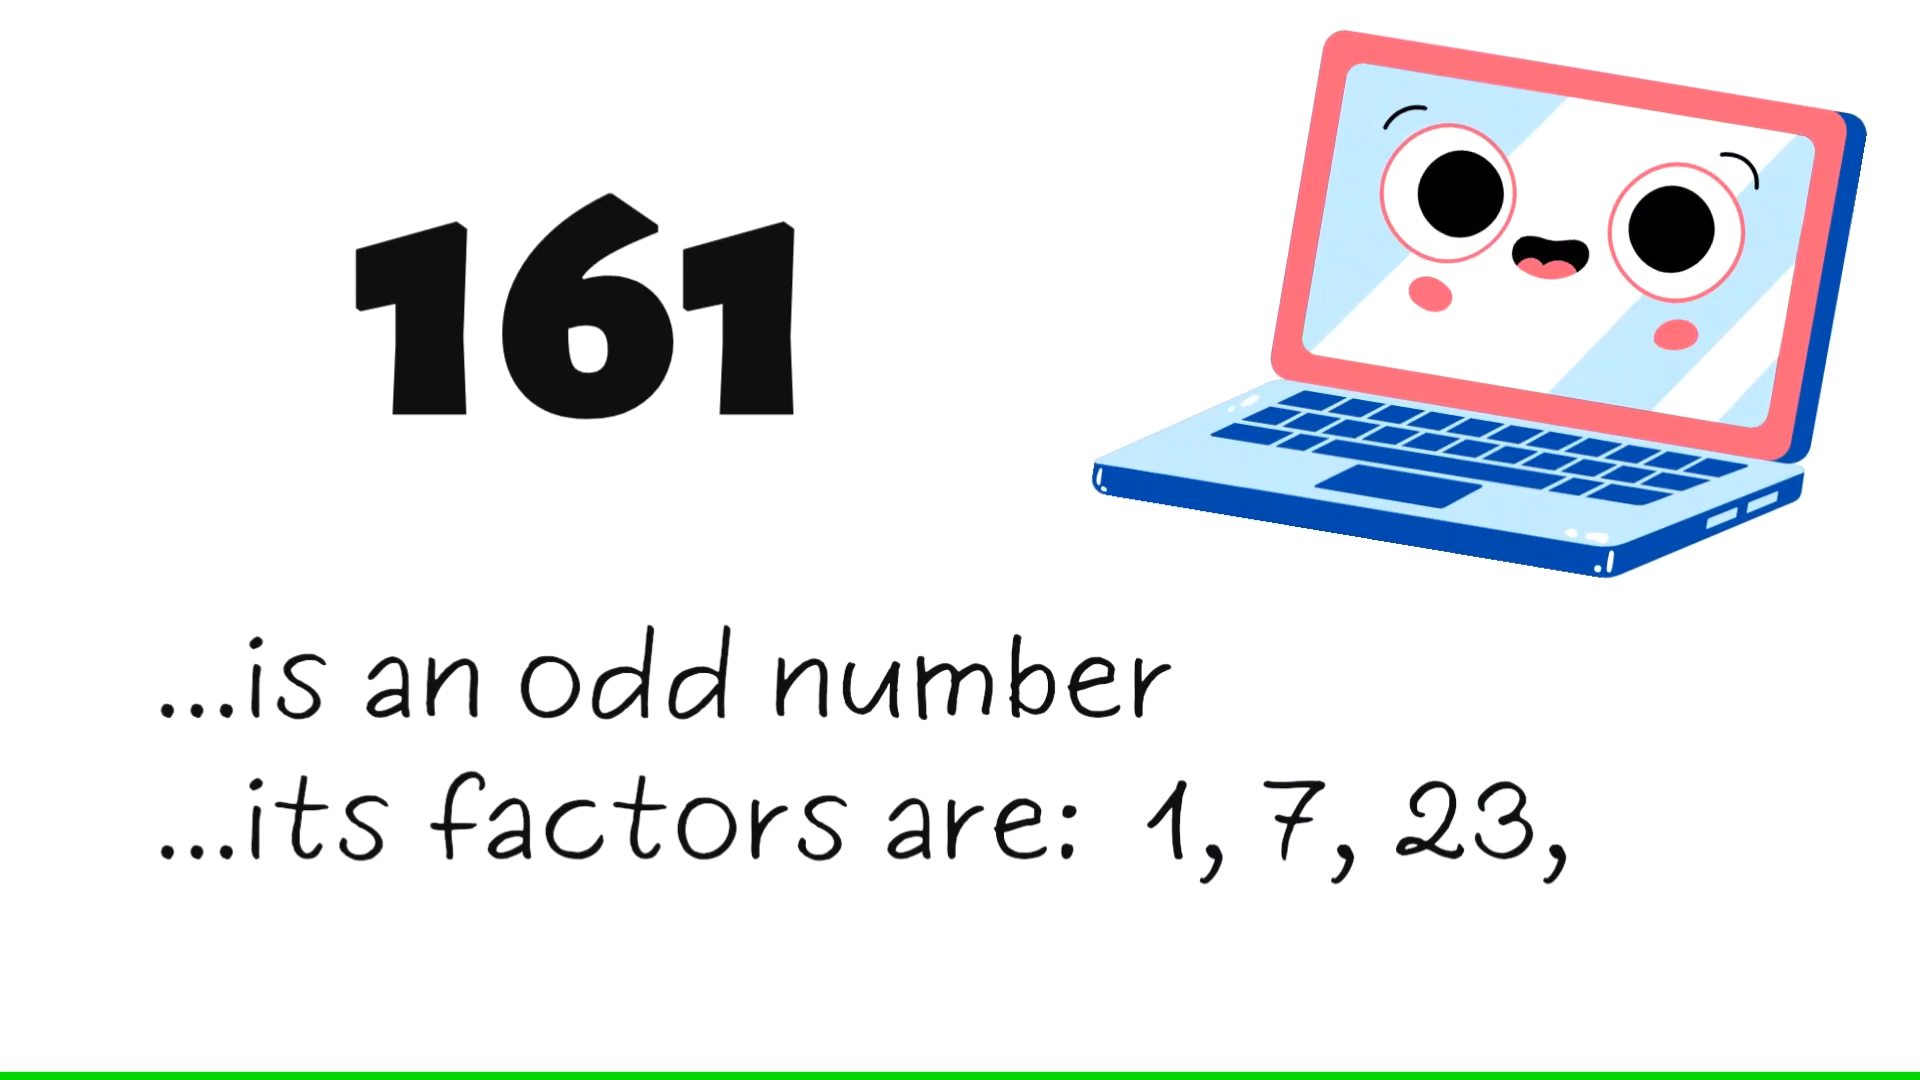 161
...is an odd number
...its factors are: 1, 7, 23,